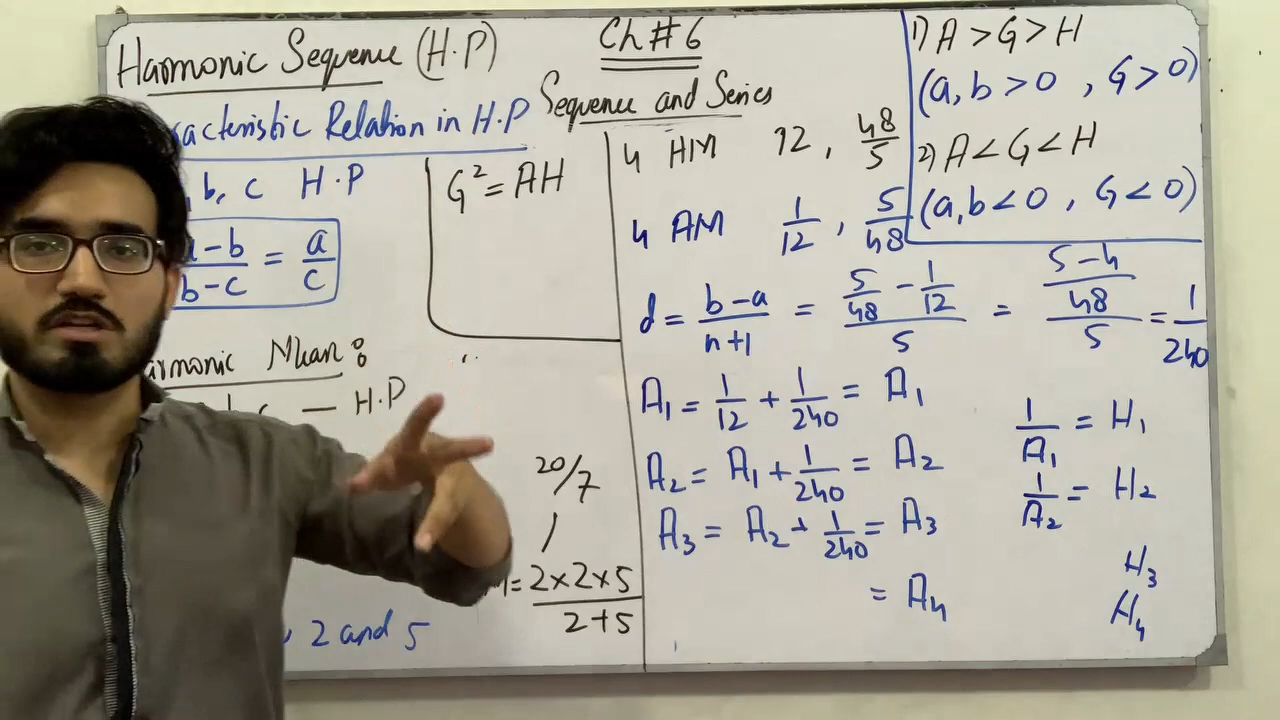 Harmonic Sequence (H.P)
Ch#6
Sequence and Series
Relation in H.P
b, c H.P
a-b/b-c = a/c
G² = AH
Mean:
c — H.P
20/7
= 2×2×5/2+5
2 and 5
4 HM 12, 48/5
4 AM 1/12, 5/48
d = b-a/n+1 = 5/48 - 1/12/5 = 5-4/48/5 = 1/240
A₁ = 1/12 + 1/240 = A₁
A₂ = A₁ + 1/240 = A₂
A₃ = A₂ + 1/240 = A₃
= A₄
1/A₁ = H₁
1/A₂ = H₂
H₃
H₄
1) A > G > H
(a, b > 0, G > 0)
2) A < G < H
(a, b < 0, G < 0)